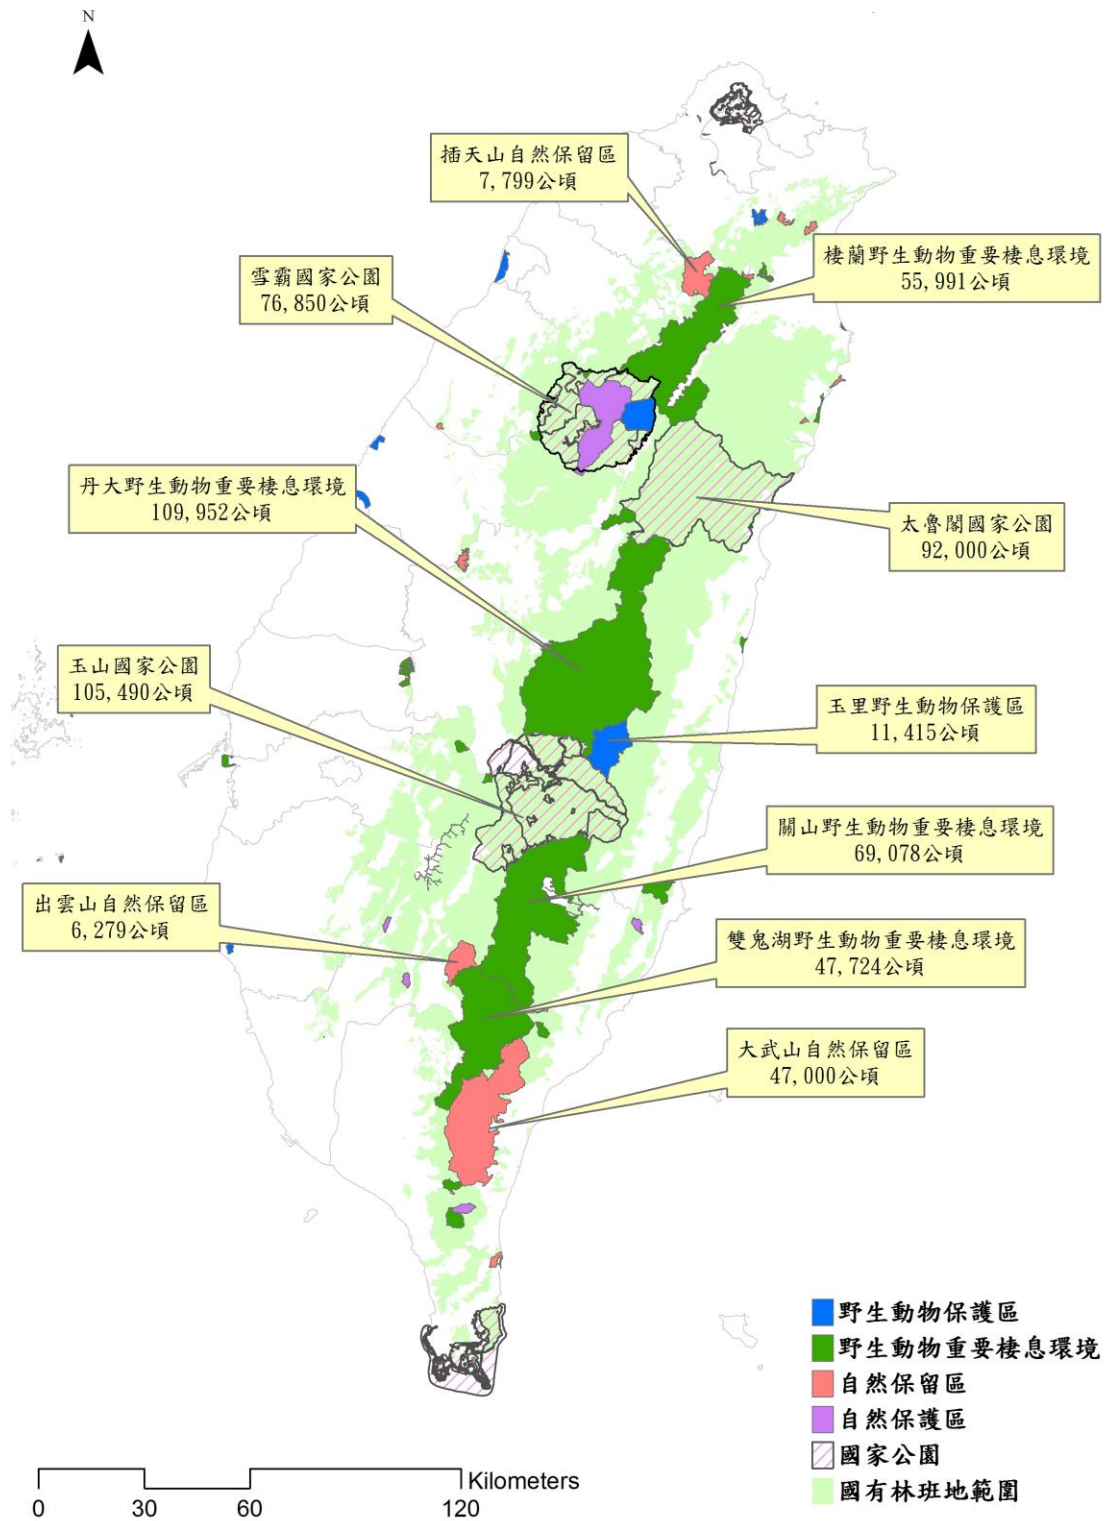 N
插天山自然保留區
7,799公頃
棲蘭野生動物重要棲息環境
55,991公頃
雪霸國家公園
76,850公頃
丹大野生動物重要棲息環境
109,952公頃
太魯閣國家公園
92,000公頃
玉山國家公園
105,490公頃
玉里野生動物保護區
11,415公頃
關山野生動物重要棲息環境
69,078公頃
出雲山自然保留區
6,279公頃
雙鬼湖野生動物重要棲息環境
47,724公頃
大武山自然保留區
47,000公頃
野生動物保護區
野生動物重要棲息環境
自然保留區
自然保護區
國家公園
國有林班地範圍
Kilometers
0 30 60 120